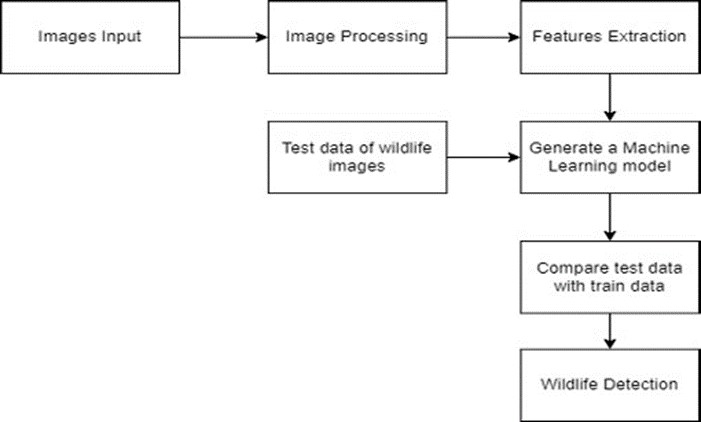 Images Input
Image Processing
Features Extraction
Test data of wildlife
images
Generate a Machine
Learning model
Compare test data
with train data
Wildlife Detection